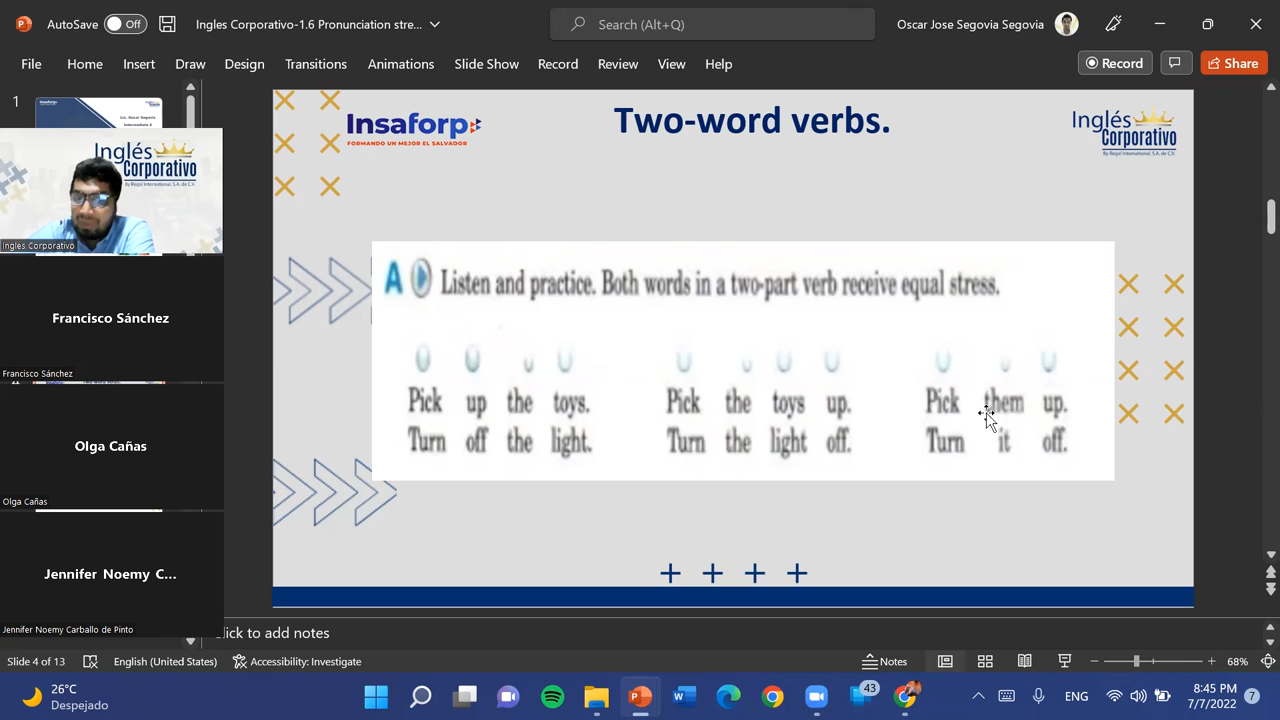 AutoSave Off Ingles Corporativo-1.6 Pronunciation stre... Search (Alt+Q) Oscar Jose Segovia Segovia
File Home Insert Draw Design Transitions Animations Slide Show Record Review View Help Record Share
1
Insaforp
FORMANDO UN MEJOR EL SALVADOR
Two-word verbs.
Inglés Corporativo
By Regal International, S.A. de C.V.
Inglés Corporativo
By Regal International, S.A. de C.V.
Ingles Corporativo
Francisco Sánchez
Francisco Sánchez
Olga Cañas
Olga Cañas
Jennifer Noemy C...
Jennifer Noemy Carballo de Pinto
A Listen and practice. Both words in a two-part verb receive equal stress.
Pick up the toys. Pick the toys up. Pick them up.
Turn off the light. Turn the light off. Turn it off.
lick to add notes
Slide 4 of 13 English (United States) Accessibility: Investigate Notes 68%
26°C
Despejado
43
ENG
8:45 PM
7/7/2022
7